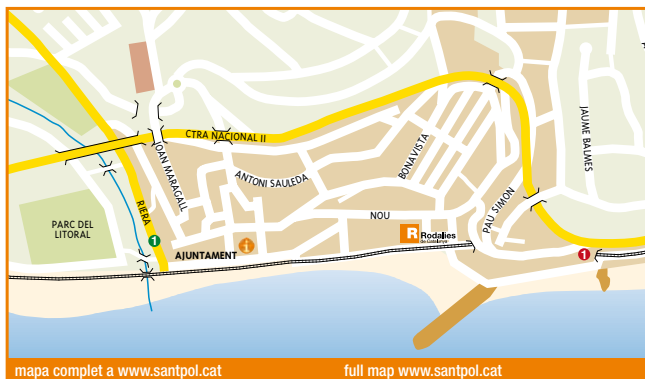 CTRA NACIONAL II
JOAN MARAGALL
ANTONI SAULEDA
BONAVISTA
JAUME BALMES
RIERA
PARC DEL
LITORAL
1
NOU
PAU SIMON
R Rodalies
de Catalunya
i
AJUNTAMENT
1
mapa complet a www.santpol.cat
full map www.santpol.cat